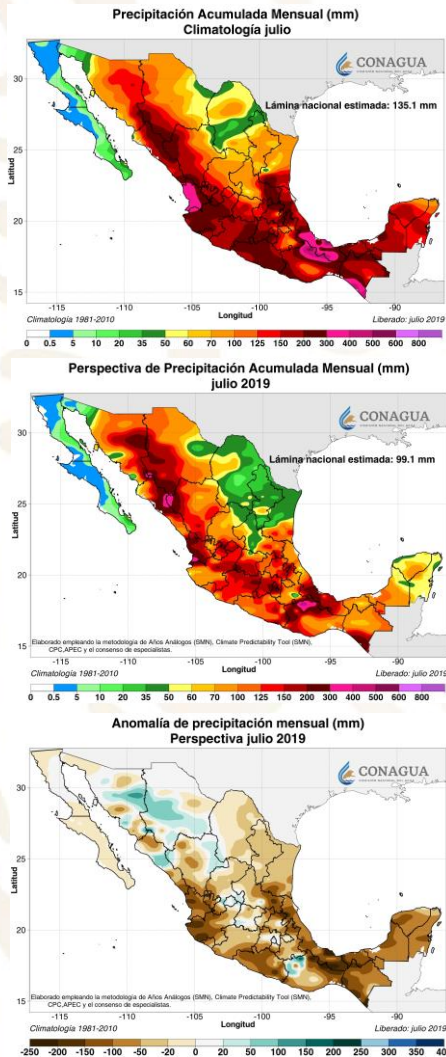 Precipitación Acumulada Mensual (mm)
Climatología julio
CONAGUA
Lámina nacional estimada: 135.1 mm
30
25
20
15
Latitud
-115 -110 -105 -100 -95 -90
Longitud
Climatología 1981-2010 Liberado: julio 2019
0 0.5 5 10 20 35 50 60 70 100 125 150 200 300 400 500 600 800
Perspectiva de Precipitación Acumulada Mensual (mm)
julio 2019
CONAGUA
Lámina nacional estimada: 99.1 mm
30
25
20
15
Latitud
Elaborado empleando la metodología de Años Análogos (SMN), Climate Predictability Tool (SMN),
CPC,APEC y el consenso de especialistas.
-115 -110 -105 -100 -95 -90
Longitud
Climatología 1981-2010 Liberado: julio 2019
0 0.5 5 10 20 35 50 60 70 100 125 150 200 300 400 500 600 800
Anomalía de precipitación mensual (mm)
Perspectiva julio 2019
CONAGUA
30
25
20
15
Latitud
Elaborado empleando la metodología de Años Análogos (SMN), Climate Predictability Tool (SMN),
CPC,APEC y el consenso de especialistas.
-115 -110 -105 -100 -95 -90
Longitud
Climatología 1981-2010 Liberado: julio 2019
-250 -200 -150 -100 -50 -20 0 20 50 100 150 200 250 300 350